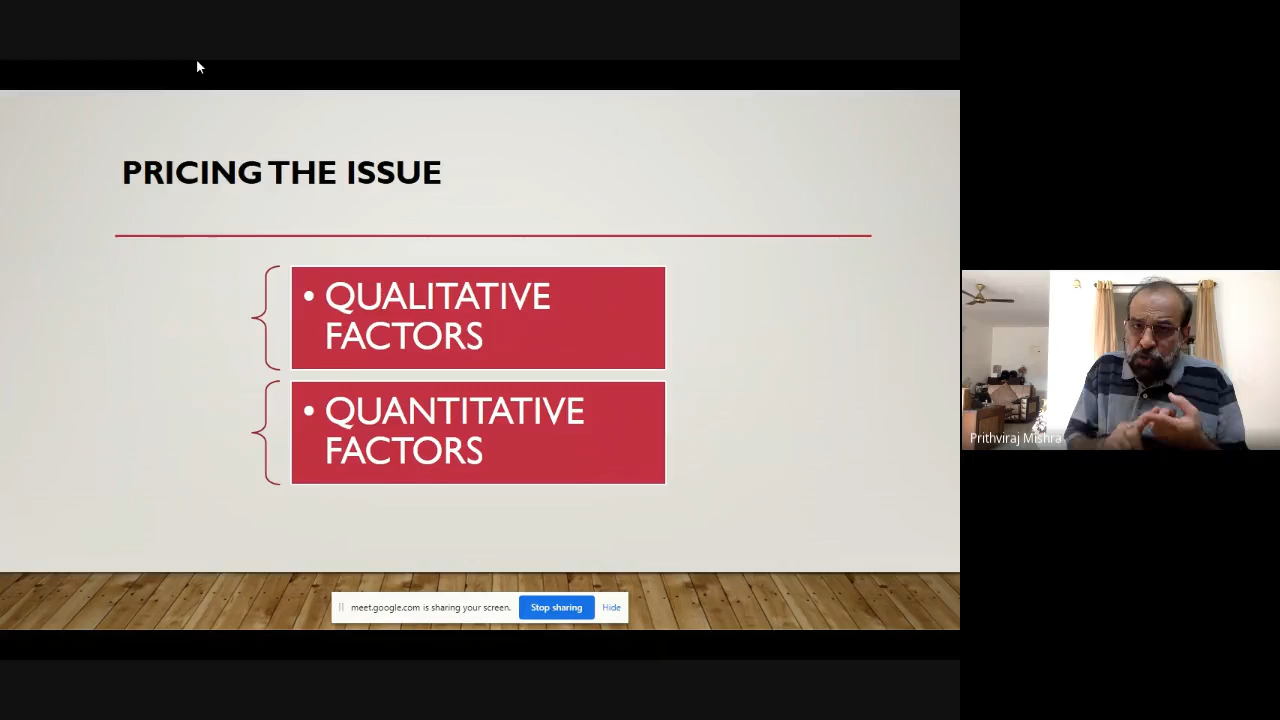 PRICING THE ISSUE
• QUALITATIVE
FACTORS
• QUANTITATIVE
FACTORS
meet.google.com is sharing your screen. Stop sharing Hide
Prithviraj Mishra